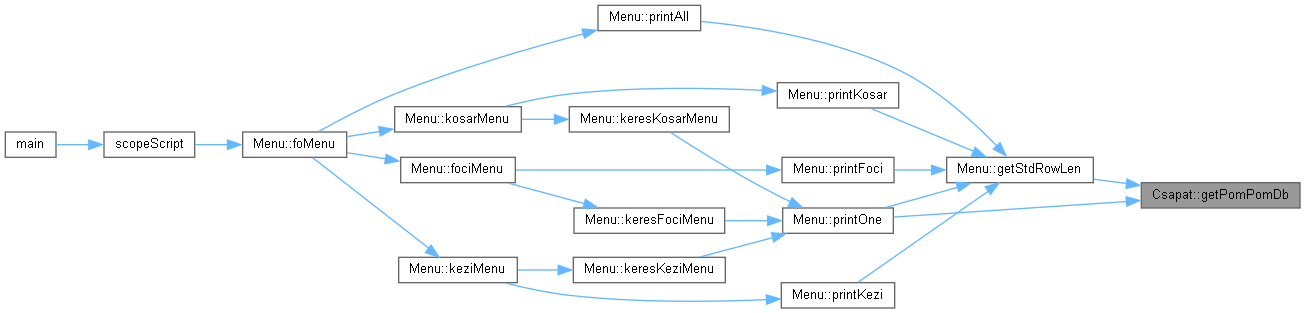 Menu::printAll
Menu::printKosar
Menu::kosarMenu
Menu::keresKosarMenu
main
scopeScript
Menu::foMenu
Menu::fociMenu
Menu::printFoci
Menu::getStdRowLen
Csapat::getPomPomDb
Menu::keresFociMenu
Menu::printOne
Menu::keziMenu
Menu::keresKeziMenu
Menu::printKezi